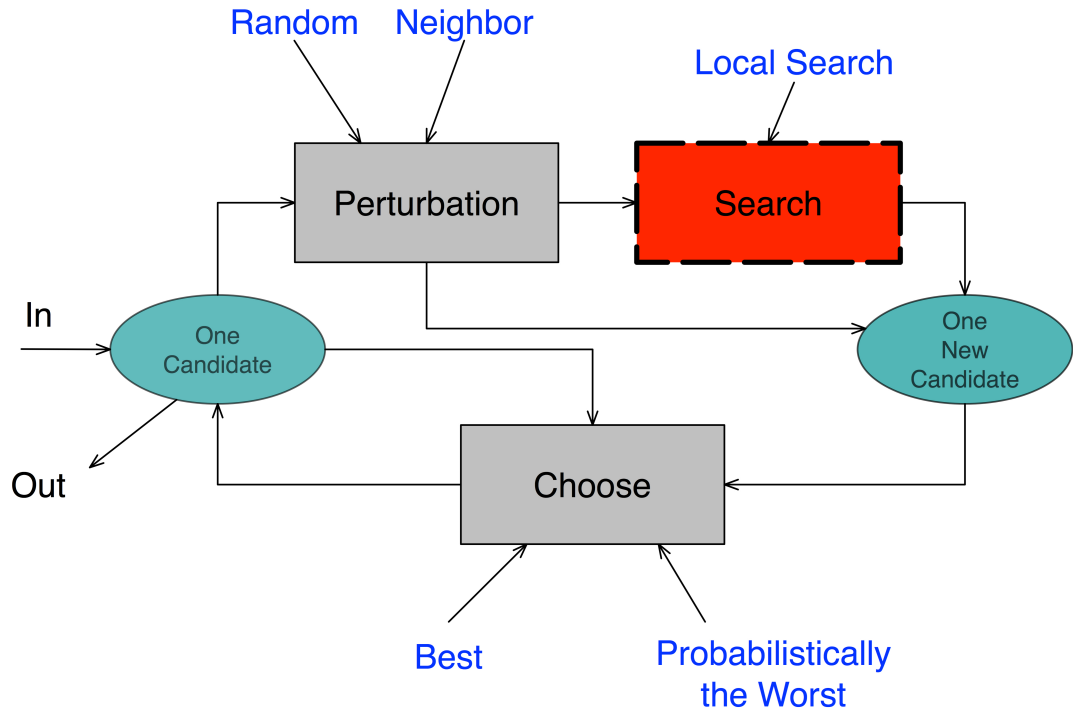 Random
Neighbor
Local Search
Perturbation
Search
In
One
Candidate
One
New
Candidate
Out
Choose
Best
Probabilistically
the Worst